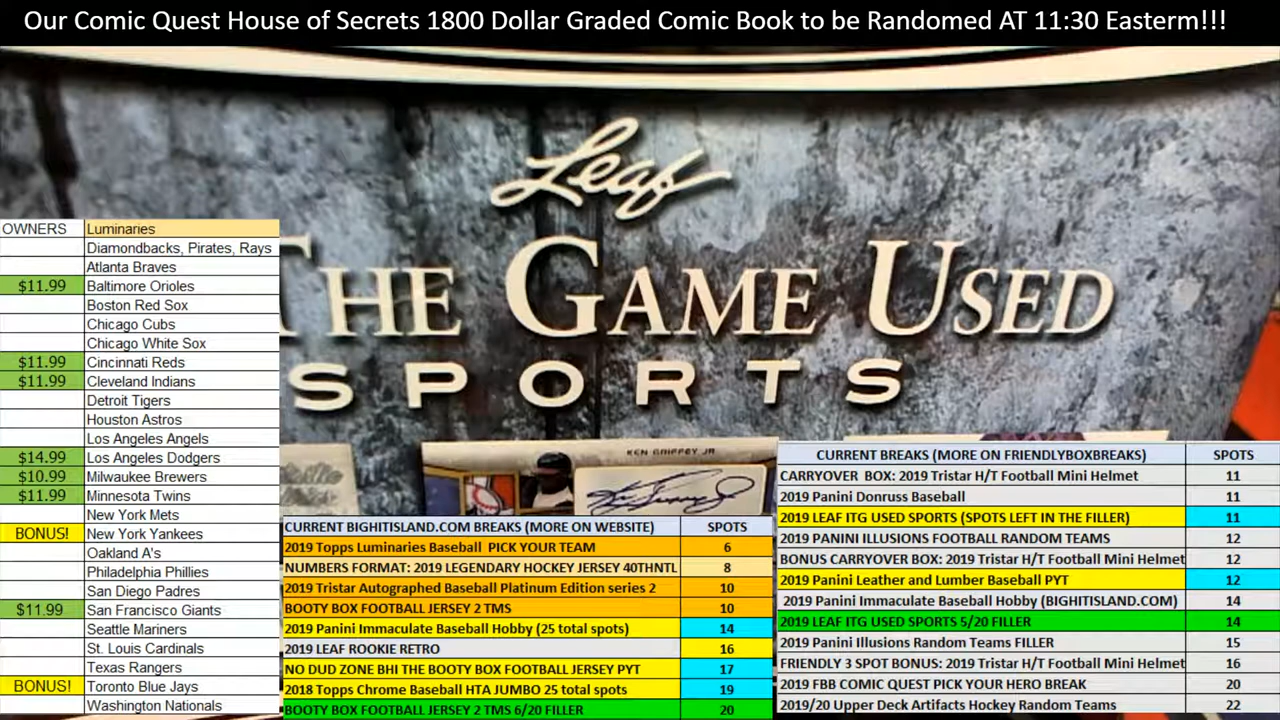 Our Comic Quest House of Secrets 1800 Dollar Graded Comic Book to be Randomed AT 11:30 Easterm!!!
Leaf
THE GAME USED
SPORTS
KEN GRIFFEY JR
OWNERS Luminaries
Diamondbacks, Pirates, Rays
Atlanta Braves
$11.99 Baltimore Orioles
Boston Red Sox
Chicago Cubs
Chicago White Sox
$11.99 Cincinnati Reds
$11.99 Cleveland Indians
Detroit Tigers
Houston Astros
Los Angeles Angels
$14.99 Los Angeles Dodgers
$10.99 Milwaukee Brewers
$11.99 Minnesota Twins
New York Mets
BONUS! New York Yankees
Oakland A's
Philadelphia Phillies
San Diego Padres
$11.99 San Francisco Giants
Seattle Mariners
St. Louis Cardinals
Texas Rangers
BONUS! Toronto Blue Jays
Washington Nationals
CURRENT BIGHITISLAND.COM BREAKS (MORE ON WEBSITE) SPOTS
2019 Topps Luminaries Baseball PICK YOUR TEAM 6
NUMBERS FORMAT: 2019 LEGENDARY HOCKEY JERSEY 40THNTL 8
2019 Tristar Autographed Baseball Platinum Edition series 2 10
BOOTY BOX FOOTBALL JERSEY 2 TMS 10
2019 Panini Immaculate Baseball Hobby (25 total spots) 14
2019 LEAF ROOKIE RETRO 16
NO DUD ZONE BHI THE BOOTY BOX FOOTBALL JERSEY PYT 17
2018 Topps Chrome Baseball HTA JUMBO 25 total spots 19
BOOTY BOX FOOTBALL JERSEY 2 TMS 6/20 FILLER 20
CURRENT BREAKS (MORE ON FRIENDLYBOXBREAKS) SPOTS
CARRYOVER BOX: 2019 Tristar H/T Football Mini Helmet 11
2019 Panini Donruss Baseball 11
2019 LEAF ITG USED SPORTS (SPOTS LEFT IN THE FILLER) 11
2019 PANINI ILLUSIONS FOOTBALL RANDOM TEAMS 12
BONUS CARRYOVER BOX: 2019 Tristar H/T Football Mini Helmet 12
2019 Panini Leather and Lumber Baseball PYT 12
2019 Panini Immaculate Baseball Hobby (BIGHITISLAND.COM) 14
2019 LEAF ITG USED SPORTS 5/20 FILLER 14
2019 Panini Illusions Random Teams FILLER 15
FRIENDLY 3 SPOT BONUS: 2019 Tristar H/T Football Mini Helmet 16
2019 FBB COMIC QUEST PICK YOUR HERO BREAK 20
2019/20 Upper Deck Artifacts Hockey Random Teams 22